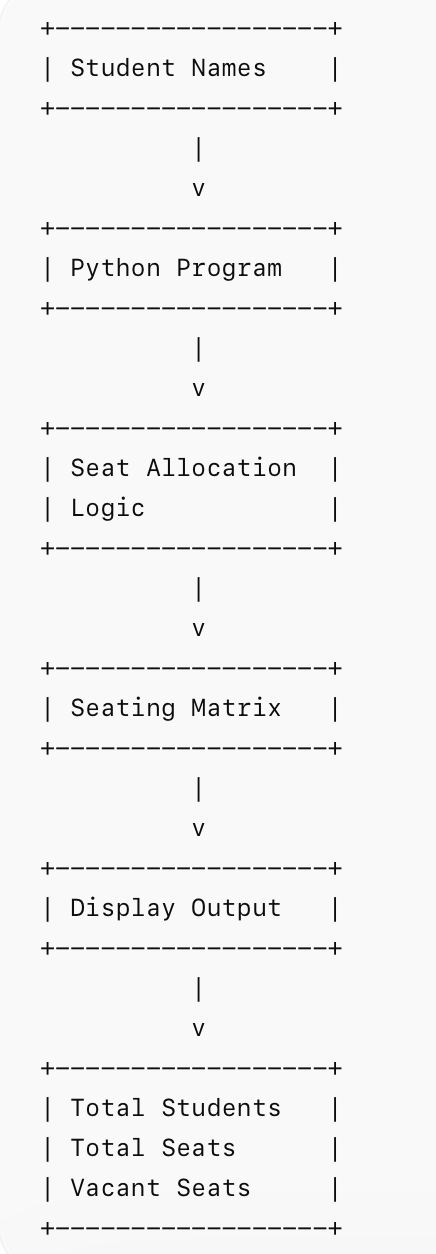 +------------------+
| Student Names    |
+------------------+
          |
          v
+------------------+
| Python Program   |
+------------------+
          |
          v
+------------------+
| Seat Allocation  |
| Logic            |
+------------------+
          |
          v
+------------------+
| Seating Matrix   |
+------------------+
          |
          v
+------------------+
| Display Output   |
+------------------+
          |
          v
+------------------+
| Total Students   |
| Total Seats      |
| Vacant Seats     |
+------------------+